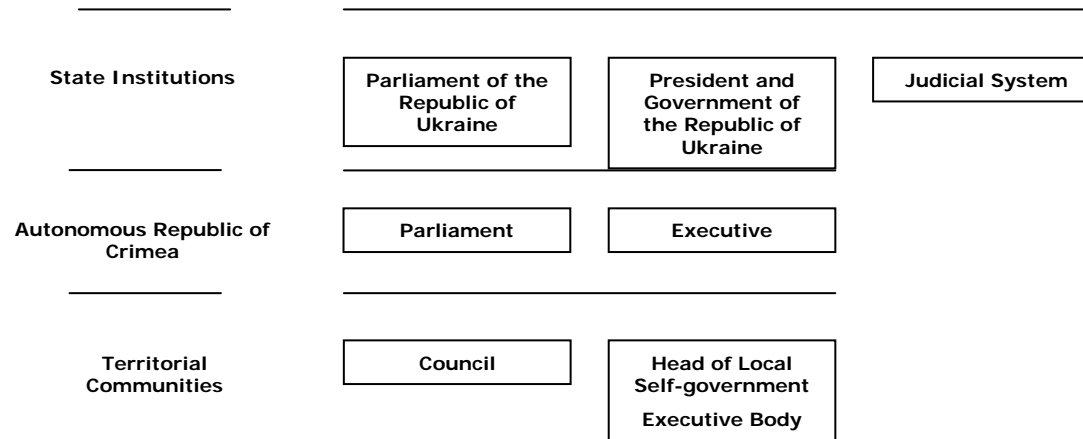 State Institutions
Parliament of the
Republic of
Ukraine
President and
Government of
the Republic of
Ukraine
Judicial System
Autonomous Republic of
Crimea
Parliament
Executive
Territorial
Communities
Council
Head of Local
Self-government
Executive Body